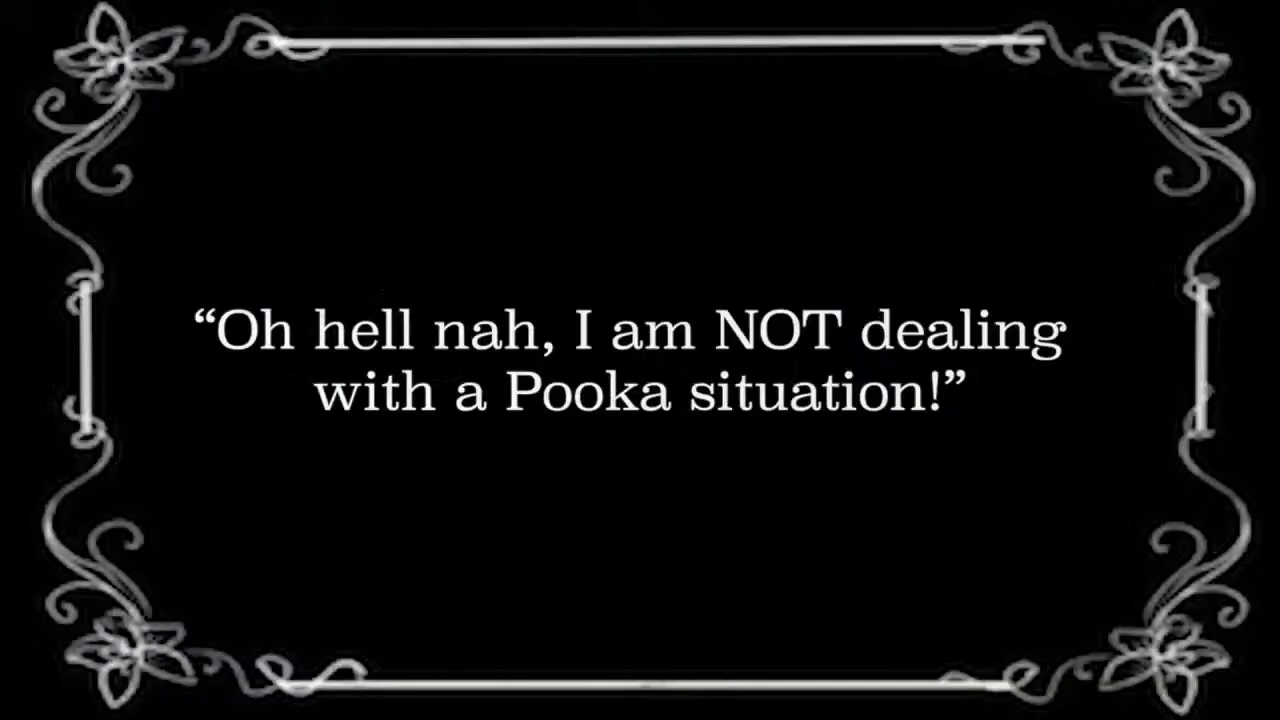 “Oh hell nah, I am NOT dealing
with a Pooka situation!”